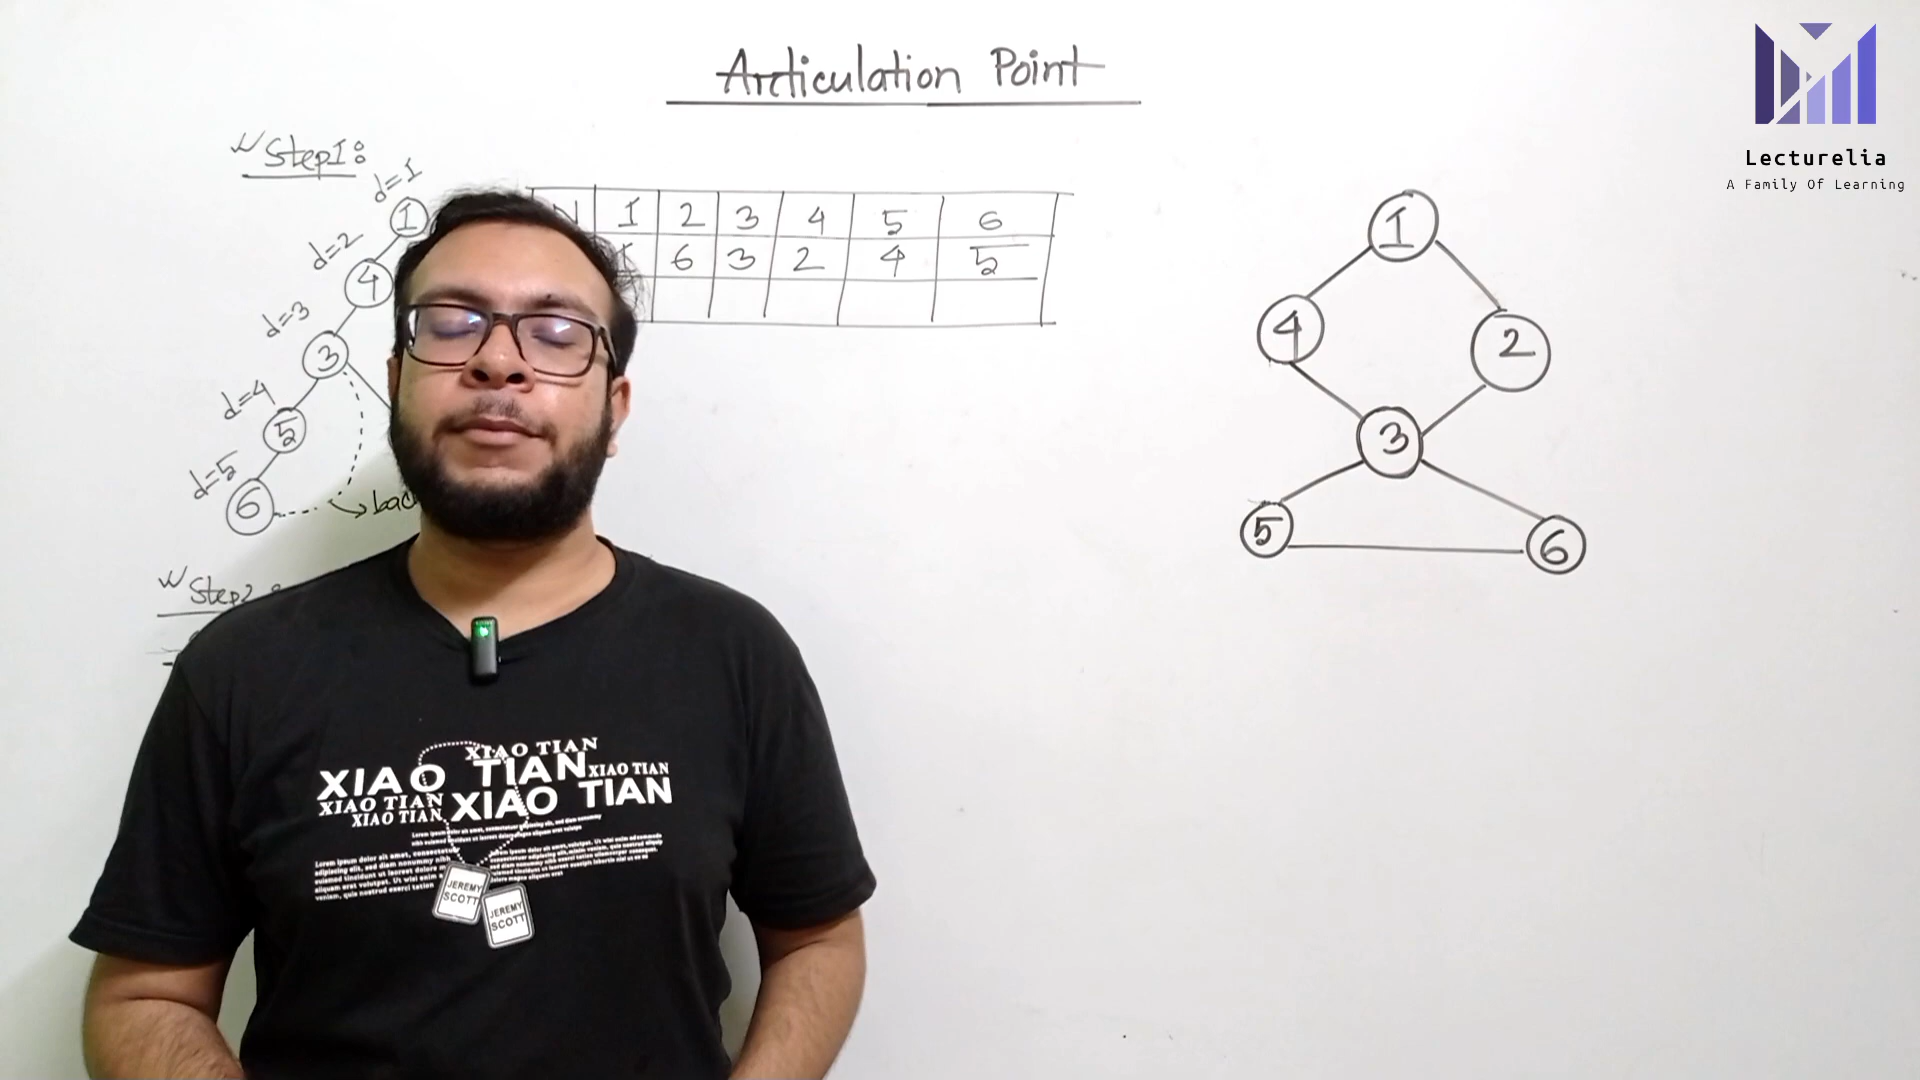 Articulation Point
Lecturelia
A Family Of Learning
Step1:
d=1
1
d=2
4
d=3
3
d=4
5
d=5
6
N 1 2 3 4 5 6
1 6 3 2 4 5
Step2
1
4
2
3
5
6
XIAO TIAN
XIAO TIAN XIAO TIAN
XIAO TIAN XIAO TIAN
XIAO TIAN
JEREMY
SCOTT
JEREMY
SCOTT